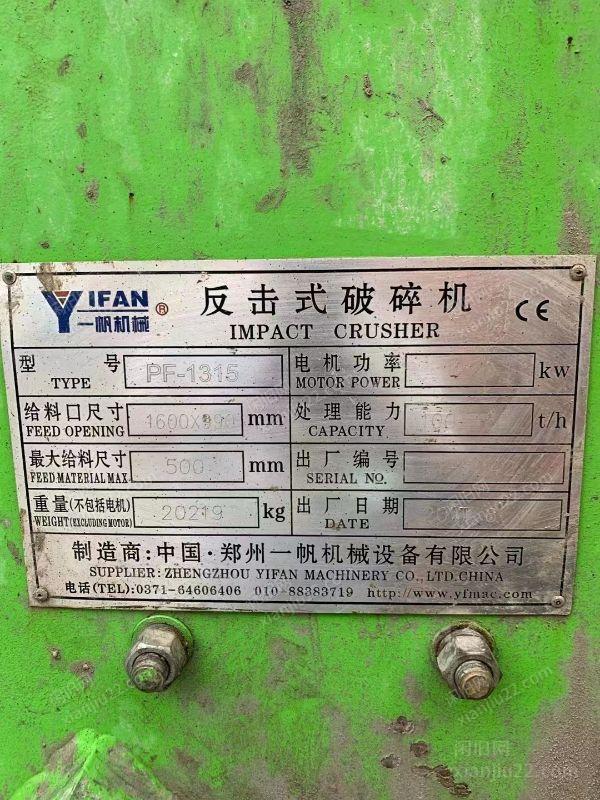 YIFAN ® 一帆机械
反击式破碎机 CE
IMPACT CRUSHER
型号 TYPE PF-1315
电机功率 MOTOR POWER kw
给料口尺寸 FEED OPENING mm
处理能力 CAPACITY t/h
最大给料尺寸 FEED MATERIAL MAX 500 mm
出厂编号 SERIAL NO.
重量(不包括电机) WEIGHT(EXCLUDING MOTOR) 20219 kg
出厂日期 DATE
制造商:中国·郑州一帆机械设备有限公司
SUPPLIER: ZHENGZHOU YIFAN MACHINERY CO., LTD.CHINA
电话(TEL):0371-64606406 010-88383719 http://www.yfmac.com
闲旧网
xianjiu22.com